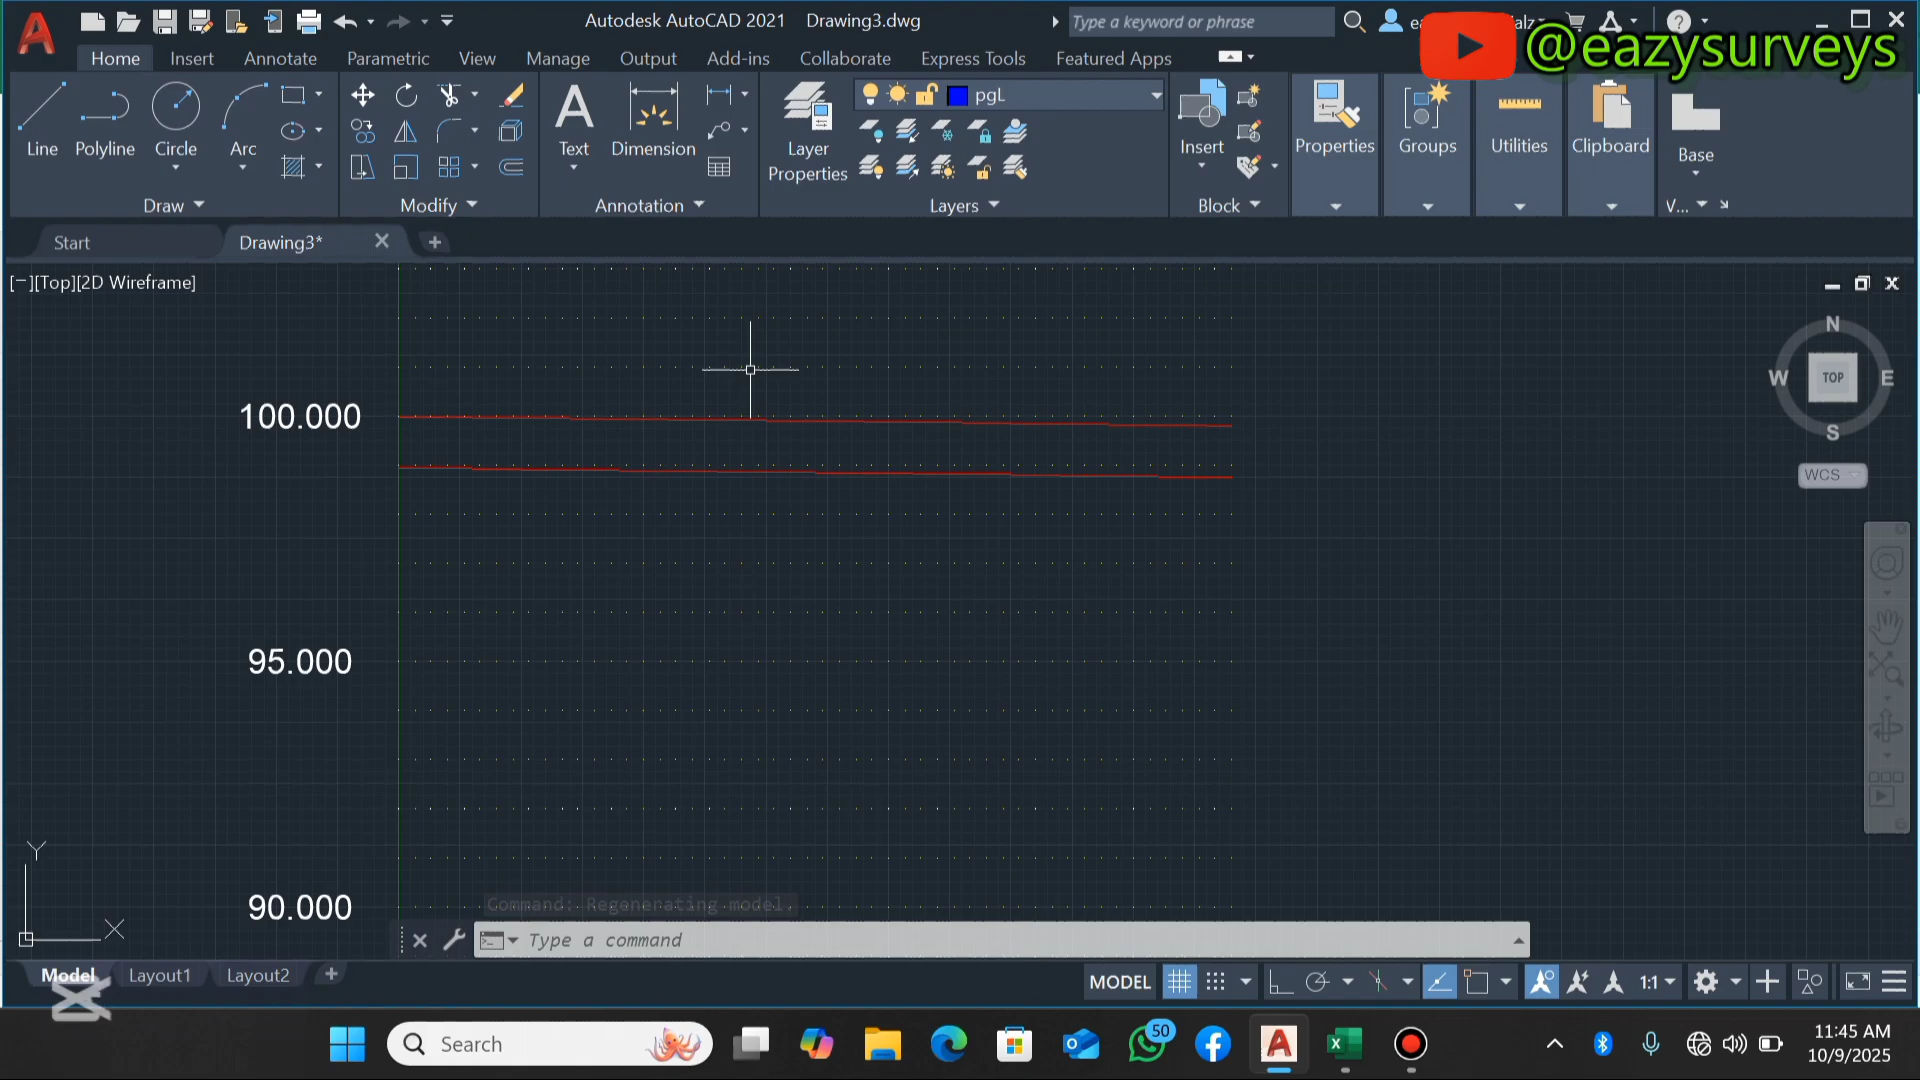 Autodesk AutoCAD 2021 Drawing3.dwg
Type a keyword or phrase
@eazysurveys
Home Insert Annotate Parametric View Manage Output Add-ins Collaborate Express Tools Featured Apps
Line Polyline Circle Arc
Text Dimension
Layer
Properties
pgL
Insert
Properties
Groups
Utilities
Clipboard
Base
Draw Modify Annotation Layers Block V...
Start Drawing3*
[−][Top][2D Wireframe]
N
W TOP E
S
WCS
100.000
95.000
90.000
Y
X
Command: Regenerating model.
Type a command
Model Layout1 Layout2
MODEL 1:1
Search
50
11:45 AM
10/9/2025